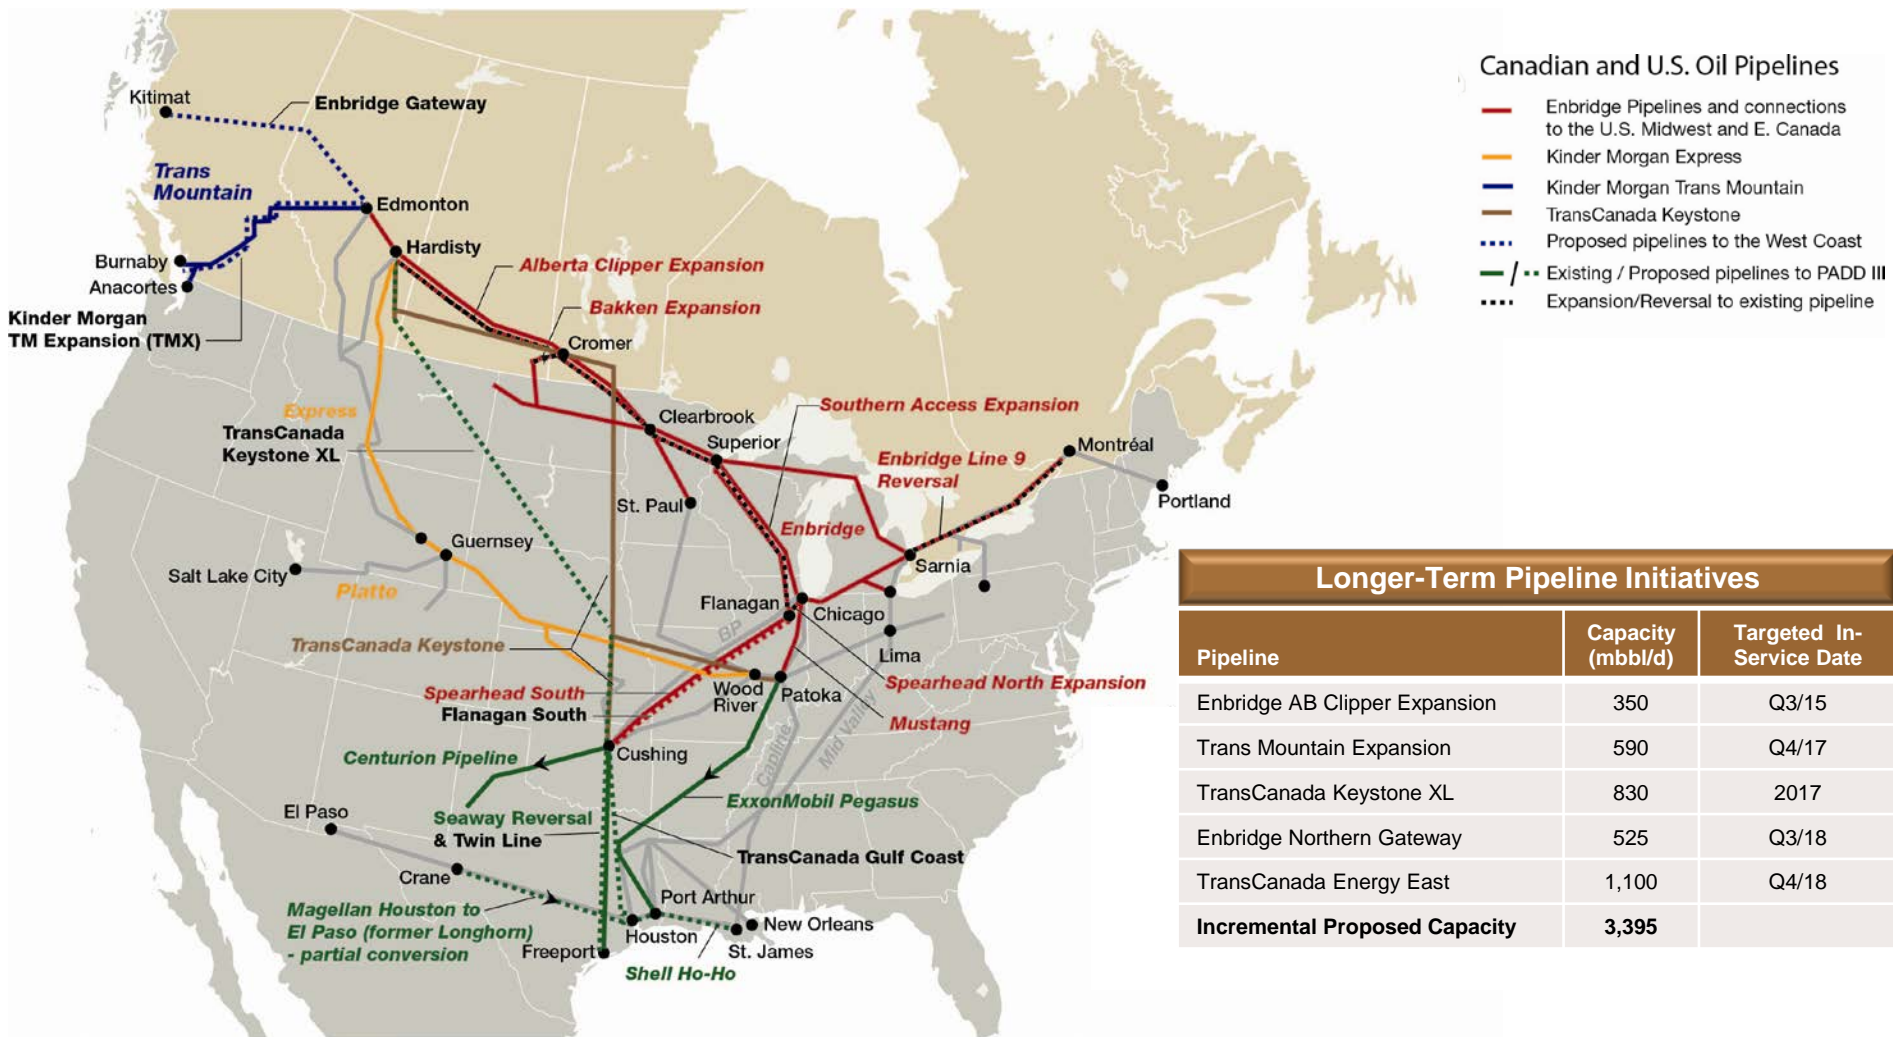 Canadian and U.S. Oil Pipelines
Enbridge Pipelines and connections
to the U.S. Midwest and E. Canada
Kinder Morgan Express
Kinder Morgan Trans Mountain
TransCanada Keystone
Proposed pipelines to the West Coast
/ Existing / Proposed pipelines to PADD III
Expansion/Reversal to existing pipeline
Kitimat
Enbridge Gateway
Trans
Mountain
Edmonton
Hardisty
Burnaby
Anacortes
Alberta Clipper Expansion
Bakken Expansion
Kinder Morgan
TM Expansion (TMX)
Cromer
Express
TransCanada
Keystone XL
Clearbrook
Superior
Southern Access Expansion
Enbridge Line 9
Reversal
Montréal
Portland
St. Paul
Enbridge
Guernsey
Sarnia
Salt Lake City
Platte
Flanagan
Chicago
BP
Lima
TransCanada Keystone
Spearhead South
Flanagan South
Wood
River
Patoka
Spearhead North Expansion
Mustang
Capline
Mid Valley
Cushing
Centurion Pipeline
ExxonMobil Pegasus
El Paso
Seaway Reversal
& Twin Line
TransCanada Gulf Coast
Crane
Port Arthur
Magellan Houston to
El Paso (former Longhorn)
- partial conversion
Houston
New Orleans
St. James
Freeport
Shell Ho-Ho
Longer-Term Pipeline Initiatives
Pipeline Capacity (mbbl/d) Targeted In-Service Date
Enbridge AB Clipper Expansion 350 Q3/15
Trans Mountain Expansion 590 Q4/17
TransCanada Keystone XL 830 2017
Enbridge Northern Gateway 525 Q3/18
TransCanada Energy East 1,100 Q4/18
Incremental Proposed Capacity 3,395